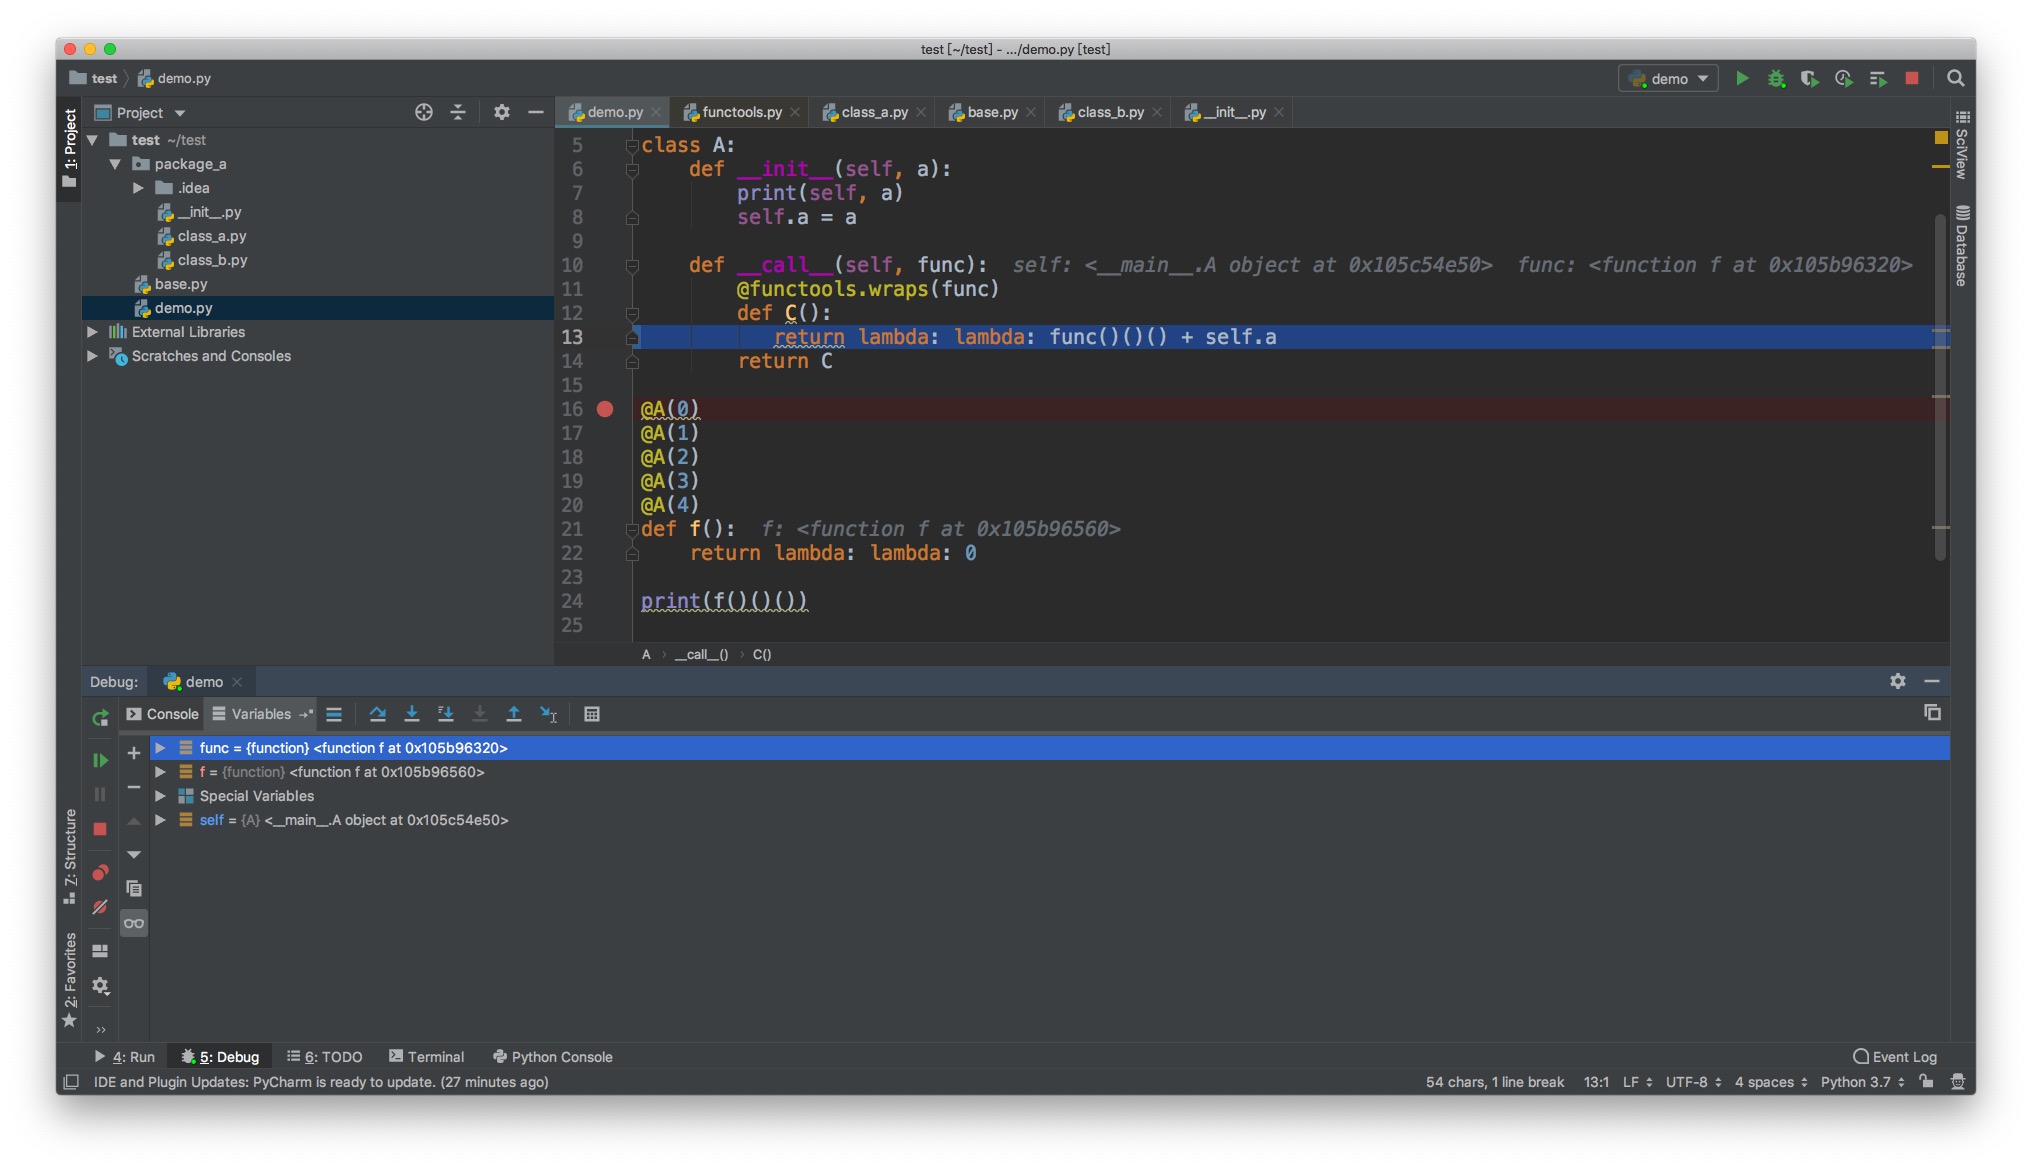 test [~/test] - .../demo.py [test]
test demo.py
demo
1: Project
Project
test ~/test
package_a
.idea
__init__.py
class_a.py
class_b.py
base.py
demo.py
External Libraries
Scratches and Consoles
demo.py functools.py class_a.py base.py class_b.py __init__.py
5 class A:
6 def __init__(self, a):
7 print(self, a)
8 self.a = a
9
10 def __call__(self, func): self: <__main__.A object at 0x105c54e50> func: <function f at 0x105b96320>
11 @functools.wraps(func)
12 def C():
13 return lambda: lambda: func()()() + self.a
14 return C
15
16 @A(0)
17 @A(1)
18 @A(2)
19 @A(3)
20 @A(4)
21 def f(): f: <function f at 0x105b96560>
22 return lambda: lambda: 0
23
24 print(f()()())
25
A › __call__() › C()
SciView
Database
Debug: demo
Console Variables
func = {function} <function f at 0x105b96320>
f = {function} <function f at 0x105b96560>
Special Variables
self = {A} <__main__.A object at 0x105c54e50>
7: Structure
2: Favorites
4: Run 5: Debug 6: TODO Terminal Python Console Event Log
IDE and Plugin Updates: PyCharm is ready to update. (27 minutes ago) 54 chars, 1 line break 13:1 LF UTF-8 4 spaces Python 3.7